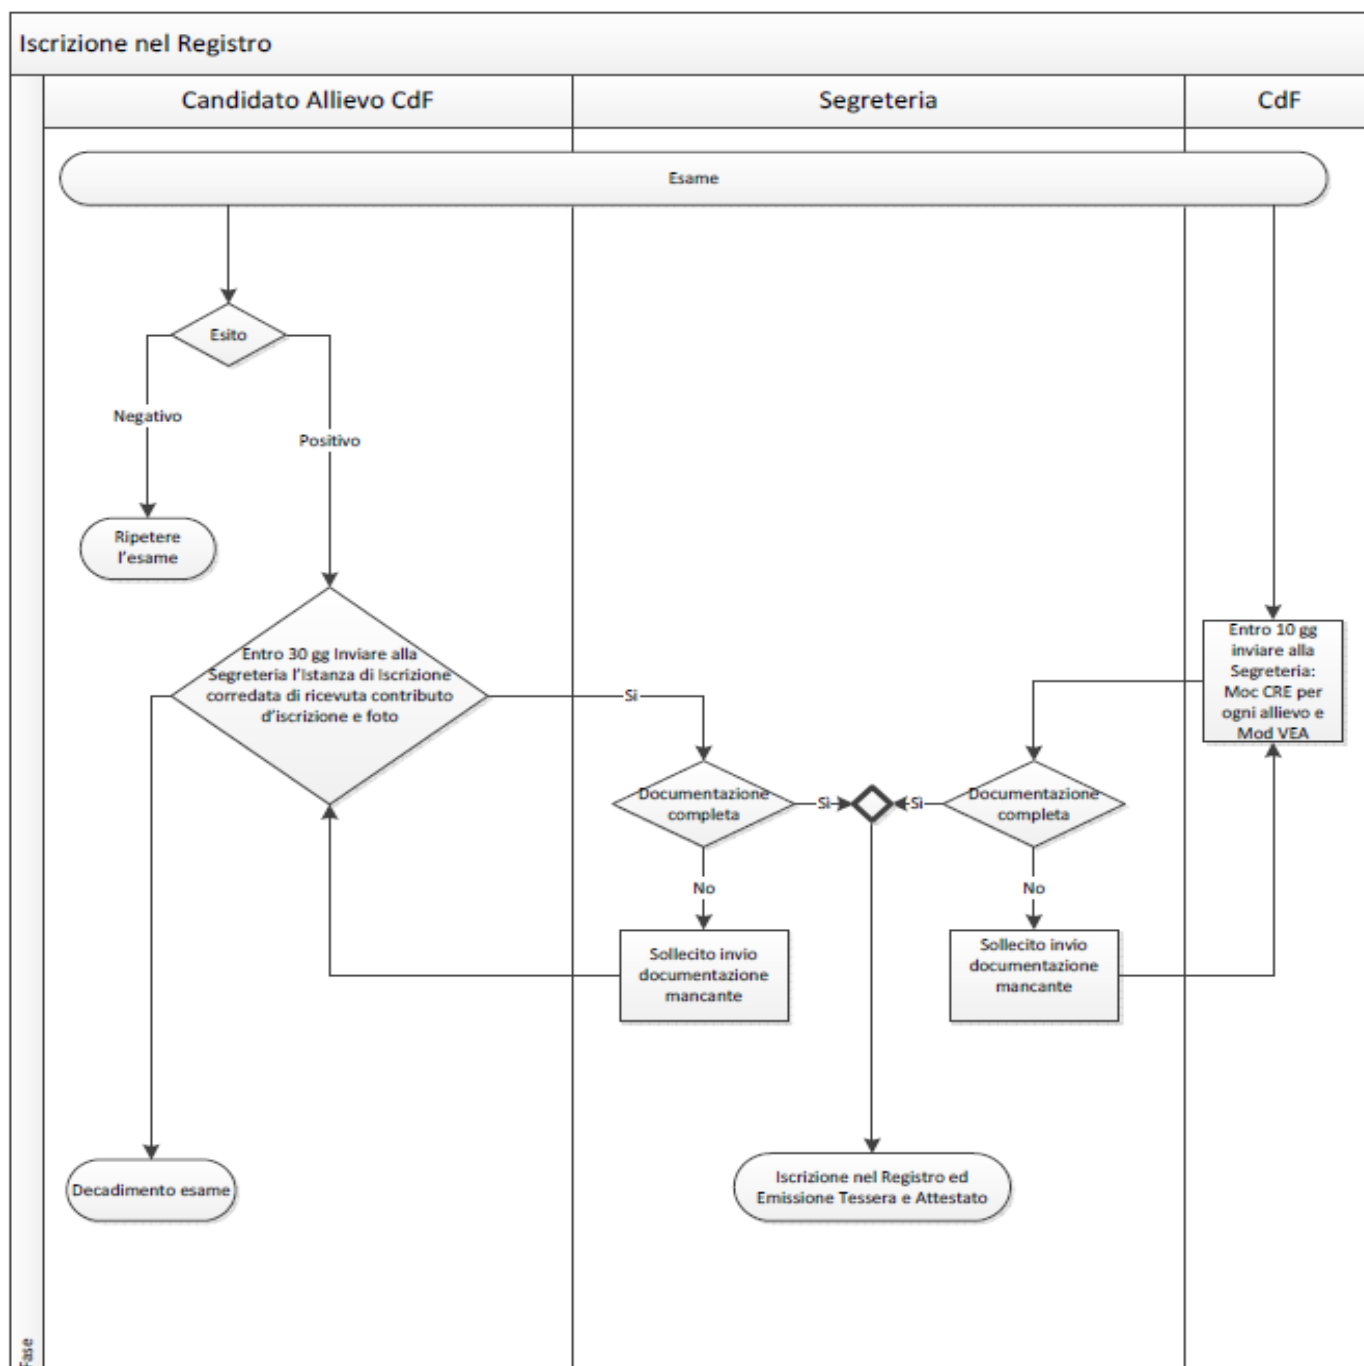 Iscrizione nel Registro
Candidato Allievo CdF
Segreteria
CdF
Esame
Esito
Negativo
Positivo
Ripetere
l'esame
Entro 30 gg Inviare alla
Segreteria l'Istanza di Iscrizione
corredata di ricevuta contributo
d'iscrizione e foto
Si
Entro 10 gg
inviare alla
Segreteria:
Moc CRE per
ogni allievo e
Mod VEA
Documentazione
completa
Sì
Sì
Documentazione
completa
No
No
Sollecito invio
documentazione
mancante
Sollecito invio
documentazione
mancante
Decadimento esame
Iscrizione nel Registro ed
Emissione Tessera e Attestato
Fase